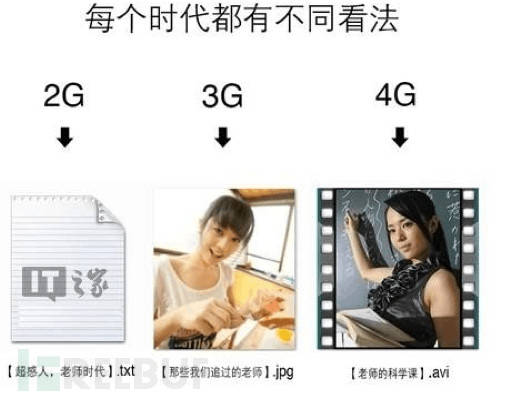 每个时代都有不同看法
2G
3G
4G
IT之家
【超感人，老师时代】.txt
【那些我们追过的老师】.jpg
【老师的科学课】.avi
FREEBUF